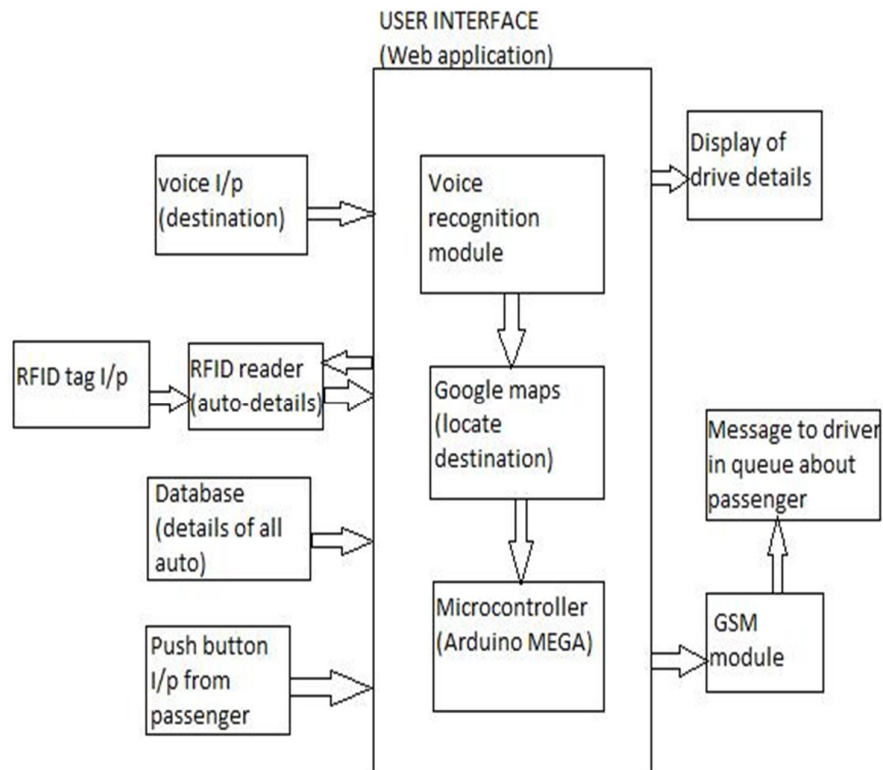 USER INTERFACE
(Web application)
voice I/p
(destination)
RFID tag I/p
RFID reader
(auto-details)
Database
(details of all
auto)
Push button
I/p from
passenger
Voice
recognition
module
Google maps
(locate
destination)
Microcontroller
(Arduino MEGA)
Display of
drive details
Message to driver
in queue about
passenger
GSM
module